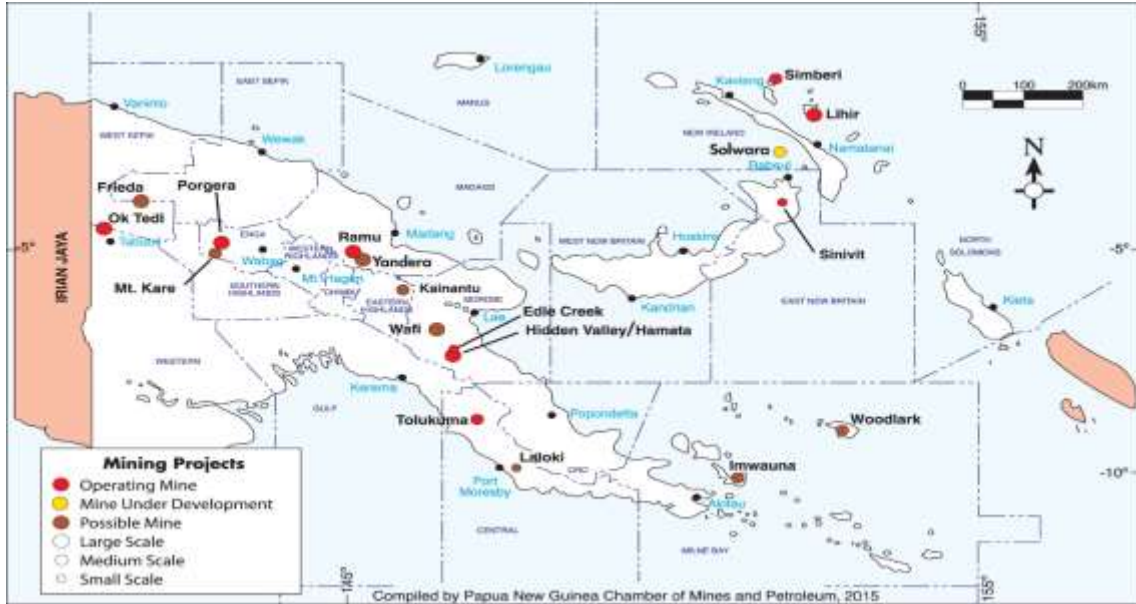 155°
Lorengau
Simberi
Kavieng
0 100 200km
EAST SEPIK
MANUS
Vanimo
Lihir
NEW IRELAND
WEST SEPIK
Wewak
Namatanai
Solwara
Rabaul
N
Frieda
Porgera
MADANG
Ok Tedi
Tabubil
ENGA
Ramu
Madang
WEST NEW BRITAIN
Hoskins
NORTH SOLOMONS
-5°
-5°
Wabag
WESTERN HIGHLANDS
Yandera
Sinivit
IRIAN JAYA
Mt. Kare
Mt. Hagen
SOUTHERN HIGHLANDS
CHIMBU
Kainantu
EAST NEW BRITAIN
EASTERN HIGHLANDS
MOROBE
Kandrian
Kieta
Lae
Edie Creek
Wafi
Hidden Valley/Hamata
WESTERN
Kerema
GULF
Tolukuma
Popondetta
Woodlark
Laloki
ORO
Imwauna
-10°
Port Moresby
Alotau
CENTRAL
MILNE BAY
Mining Projects
Operating Mine
Mine Under Development
Possible Mine
Large Scale
Medium Scale
Small Scale
145°
155°
Compiled by Papua New Guinea Chamber of Mines and Petroleum, 2015